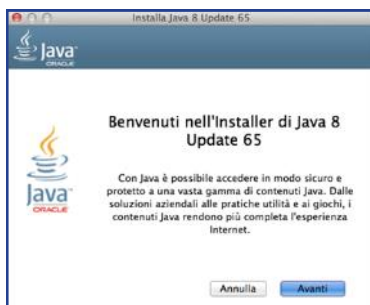 Installa Java 8 Update 65
Java
ORACLE
Benvenuti nell'Installer di Java 8
Update 65
Con Java è possibile accedere in modo sicuro e
protetto a una vasta gamma di contenuti Java. Dalle
soluzioni aziendali alle pratiche utilità e ai giochi, i
contenuti Java rendono più completa l'esperienza
Internet.
Java
ORACLE
Annulla
Avanti